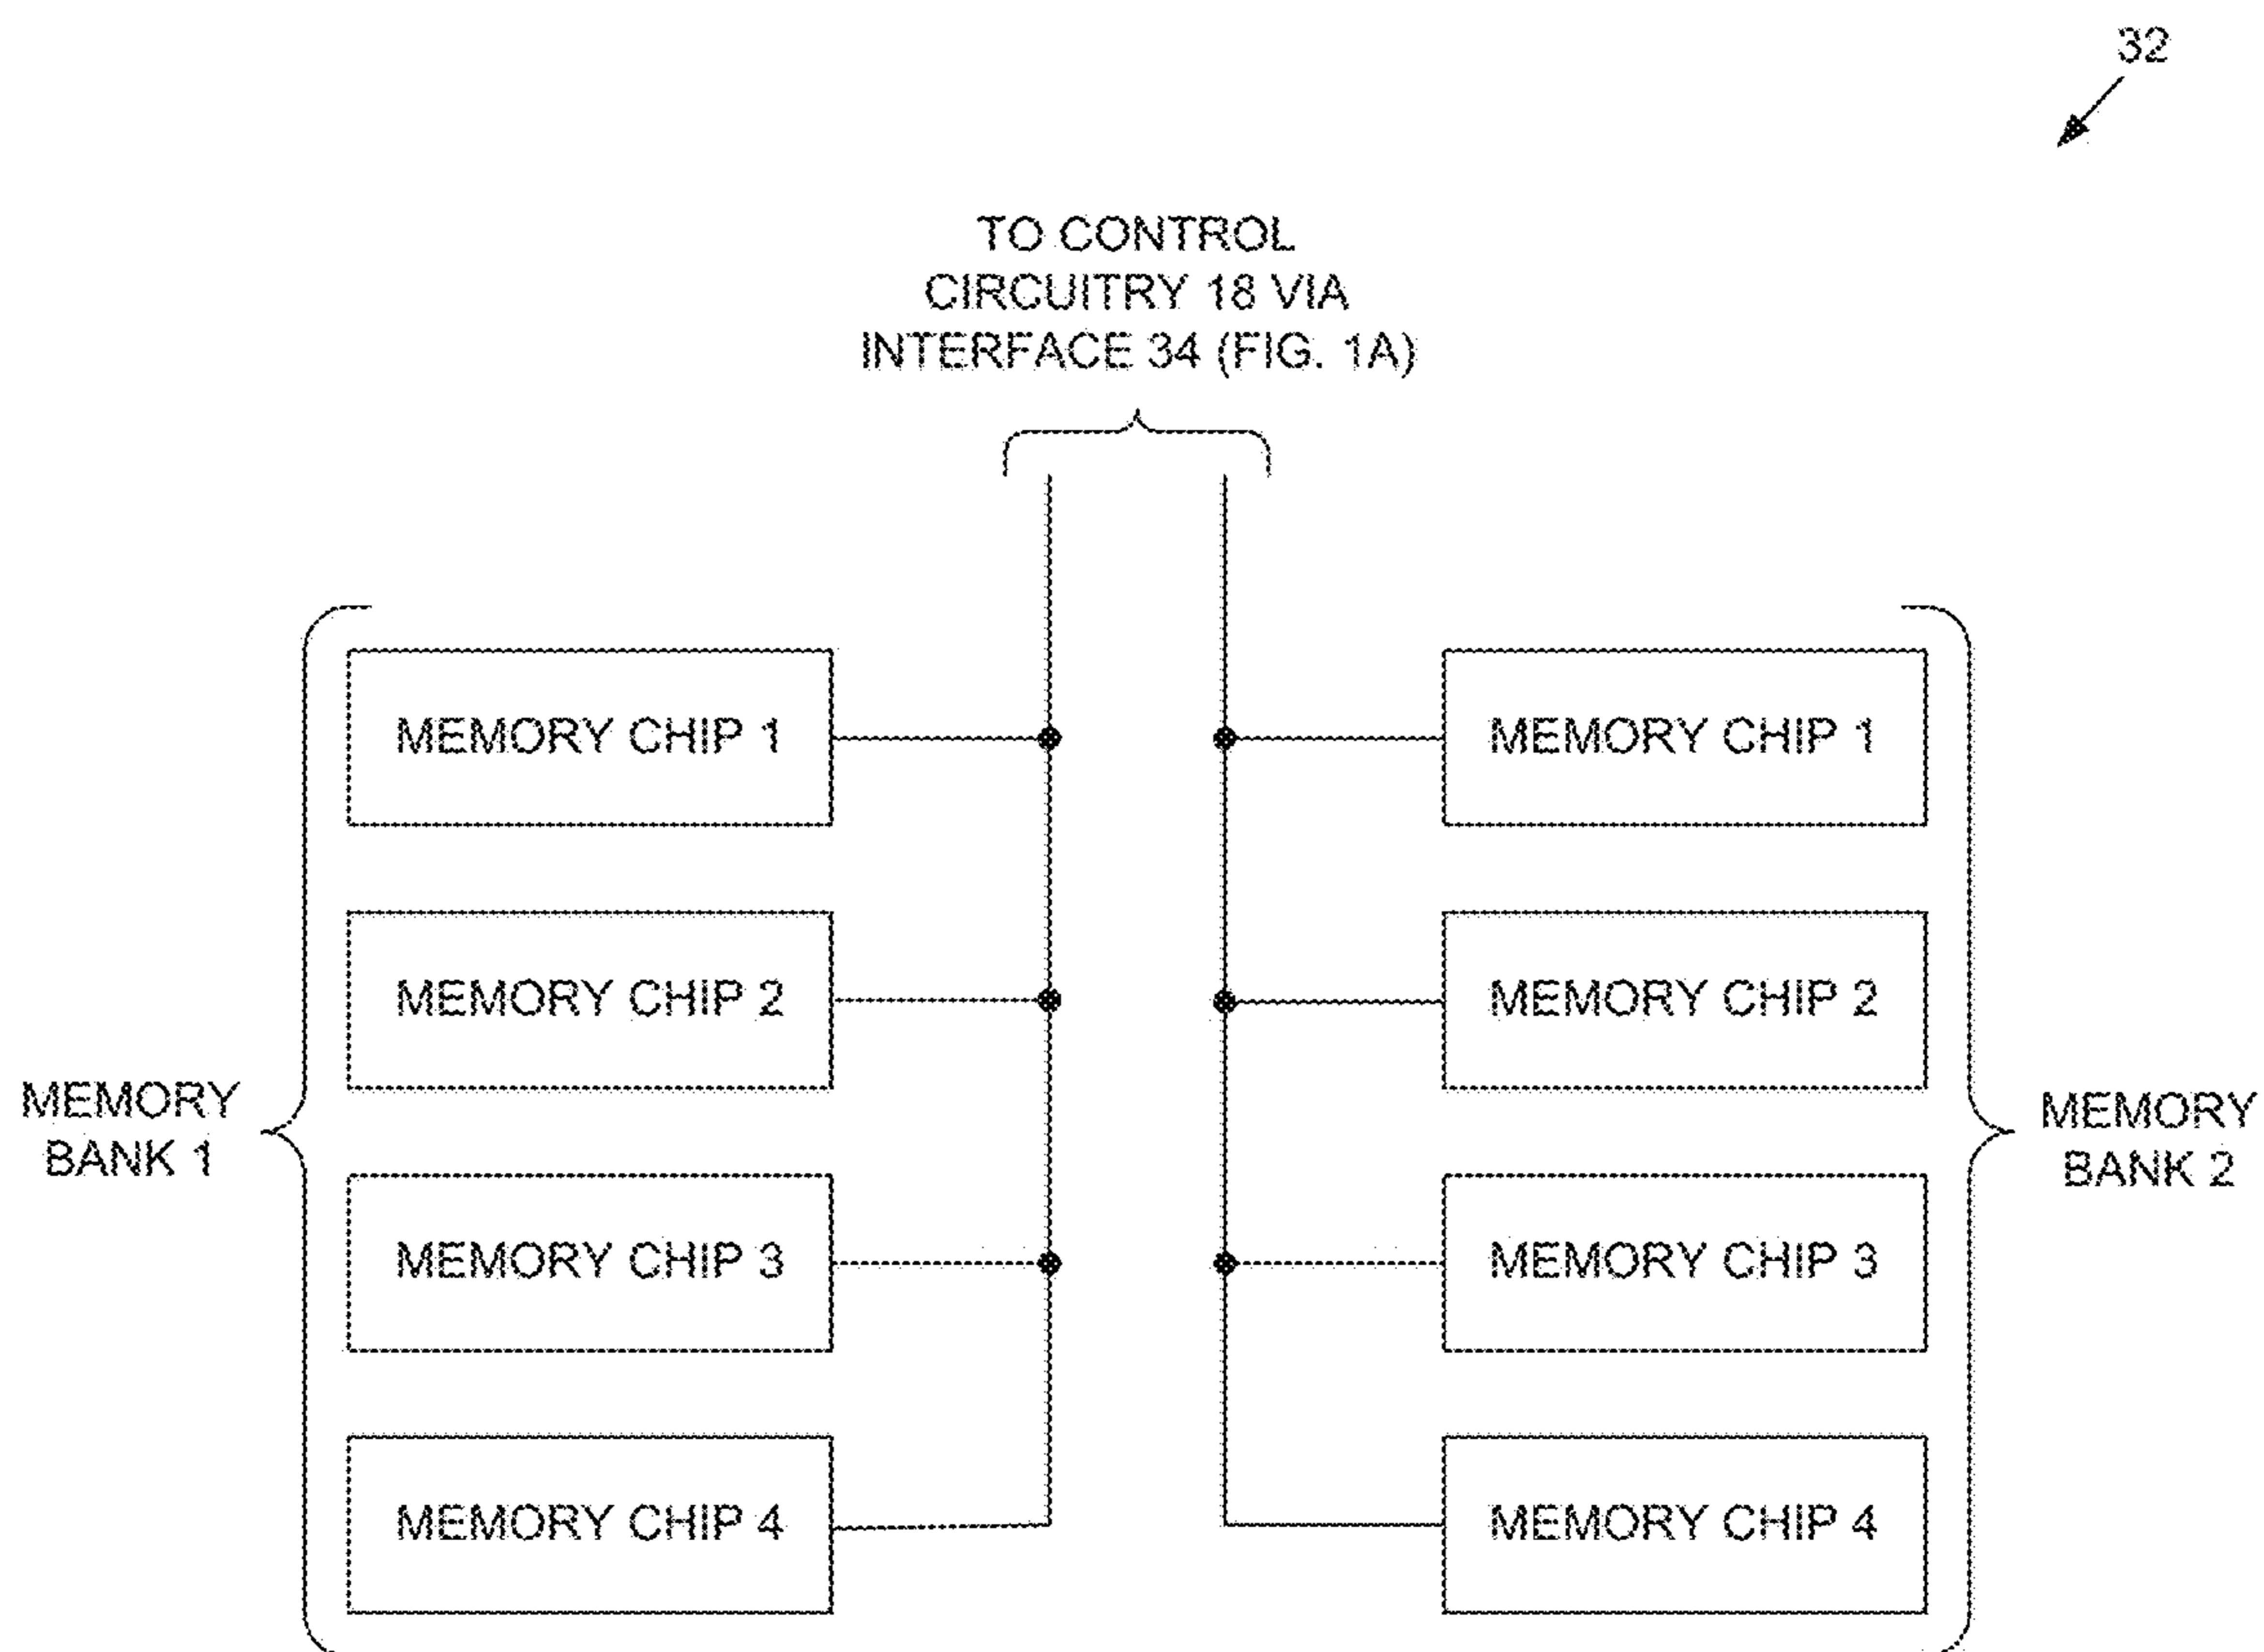 32
TO CONTROL
CIRCUITRY 18 VIA
INTERFACE 34 (FIG. 1A)
MEMORY CHIP 1
MEMORY CHIP 1
MEMORY CHIP 2
MEMORY CHIP 2
MEMORY
BANK 1
MEMORY
BANK 2
MEMORY CHIP 3
MEMORY CHIP 3
MEMORY CHIP 4
MEMORY CHIP 4